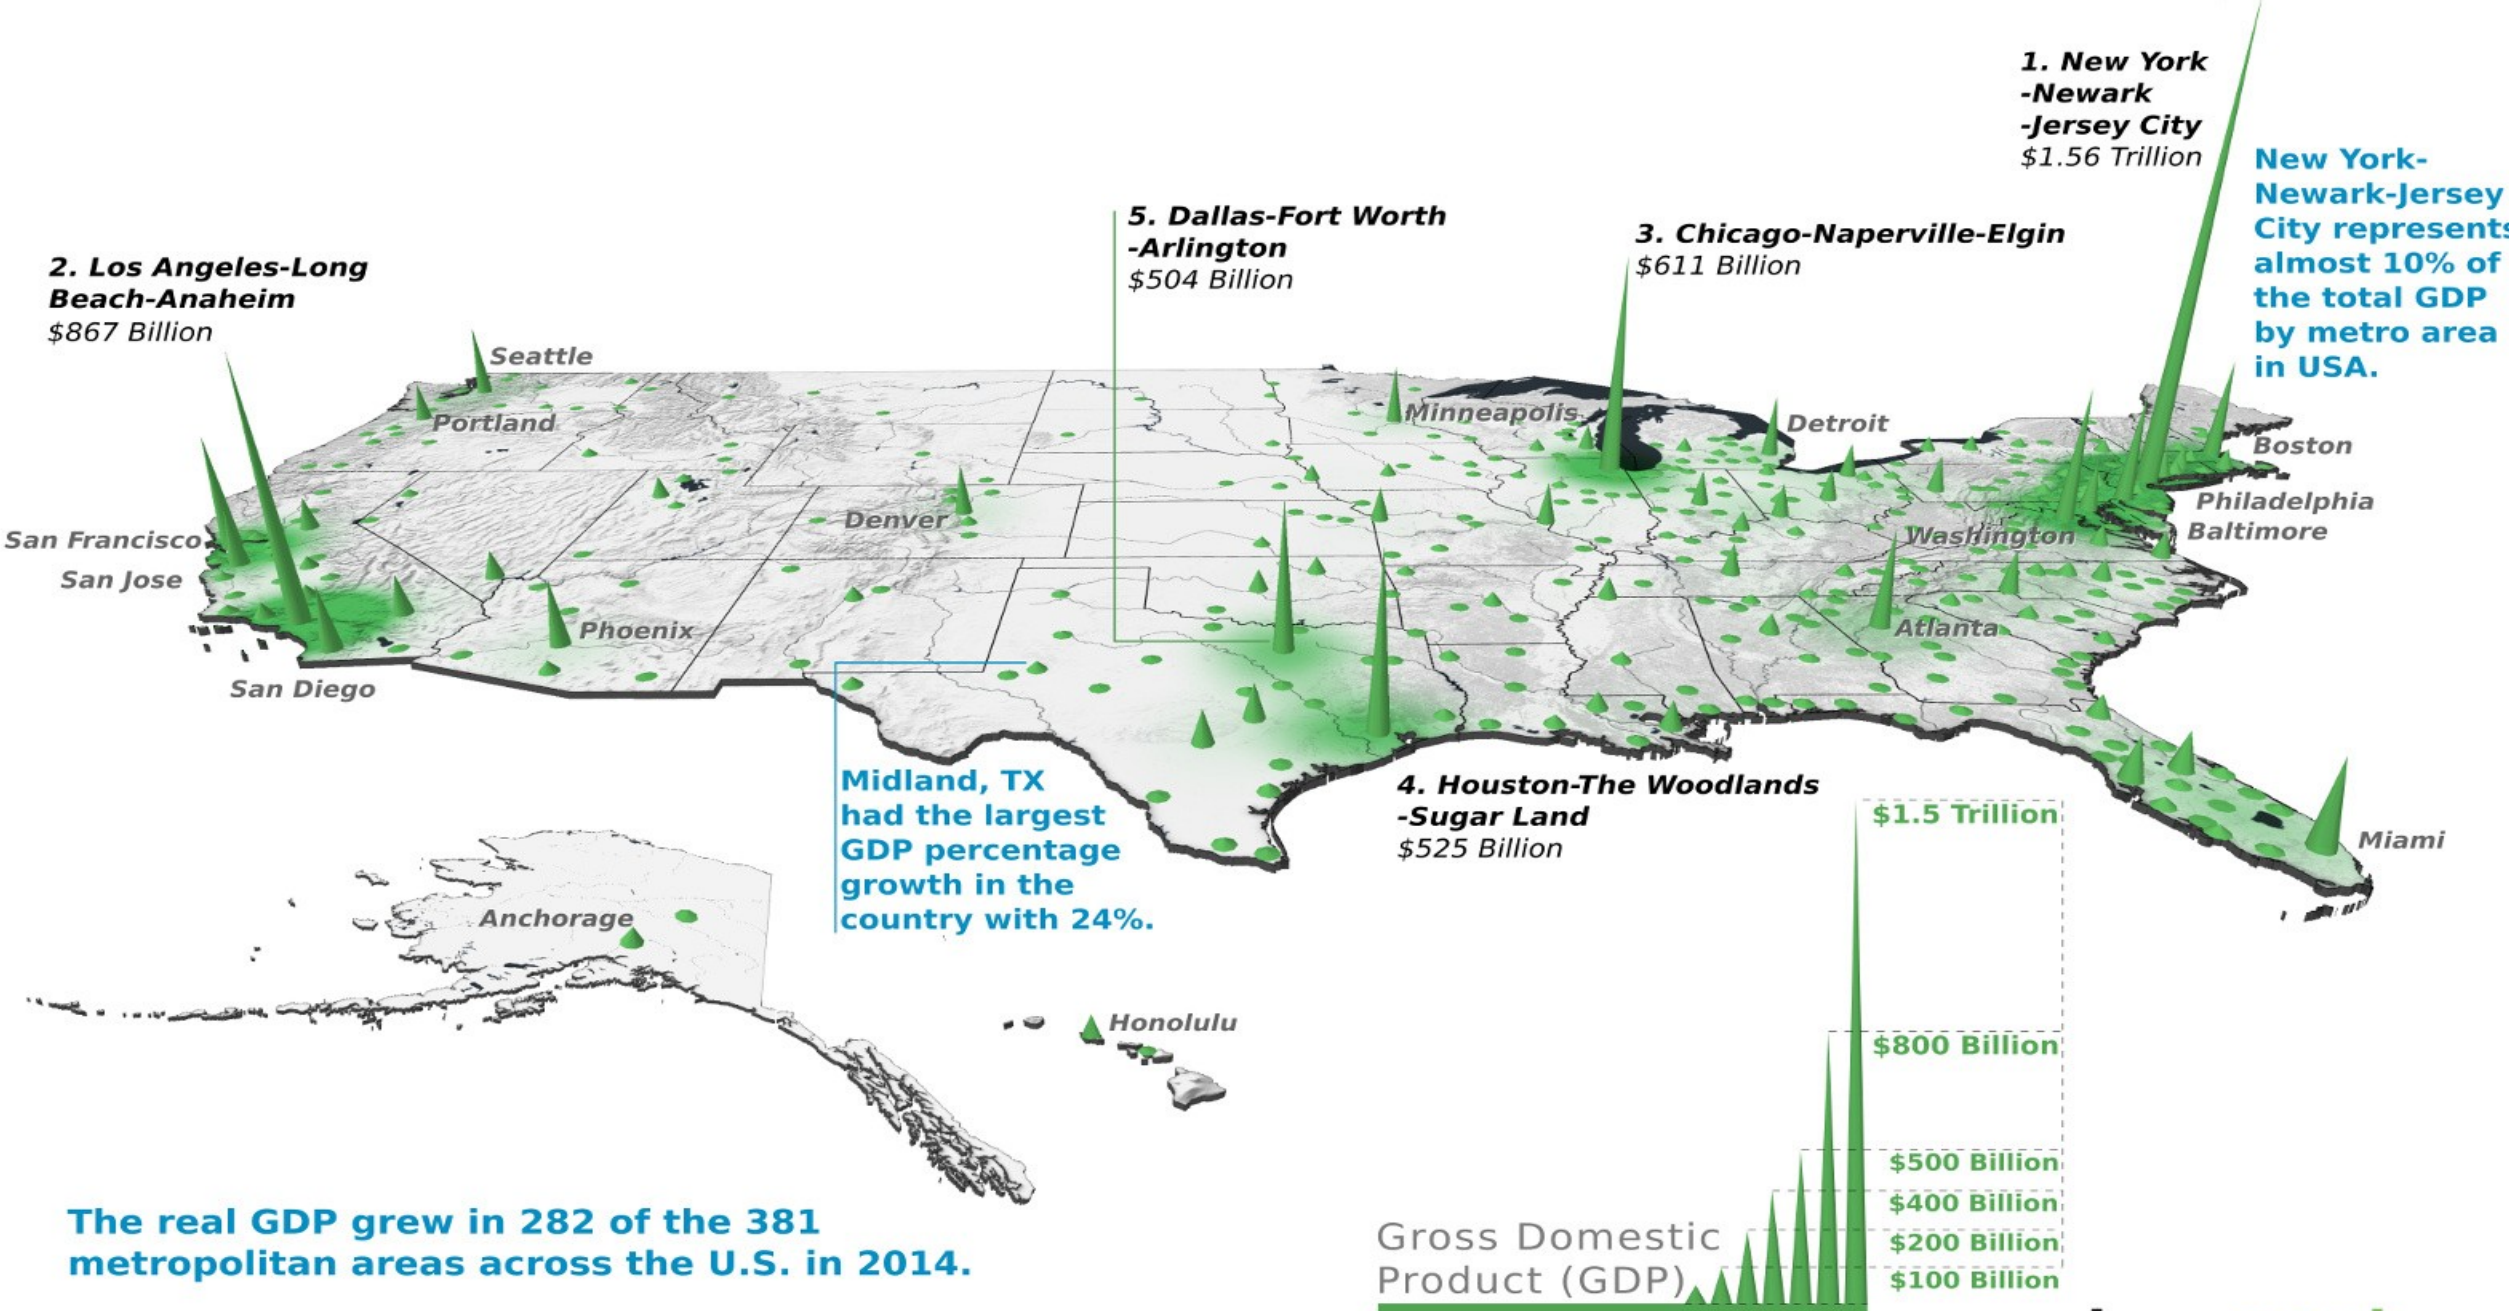 1. New York
-Newark
-Jersey City
$1.56 Trillion
New York-
Newark-Jersey
City represents
almost 10% of
the total GDP
by metro area
in USA.
5. Dallas-Fort Worth
-Arlington
$504 Billion
3. Chicago-Naperville-Elgin
$611 Billion
2. Los Angeles-Long
Beach-Anaheim
$867 Billion
Seattle
Portland
Minneapolis
Detroit
Boston
Philadelphia
Baltimore
Washington
Denver
San Francisco
San Jose
Phoenix
Atlanta
San Diego
Midland, TX
had the largest
GDP percentage
growth in the
country with 24%.
4. Houston-The Woodlands
-Sugar Land
$525 Billion
Miami
Anchorage
Honolulu
$1.5 Trillion
$800 Billion
$500 Billion
$400 Billion
$200 Billion
$100 Billion
Gross Domestic
Product (GDP)
The real GDP grew in 282 of the 381
metropolitan areas across the U.S. in 2014.